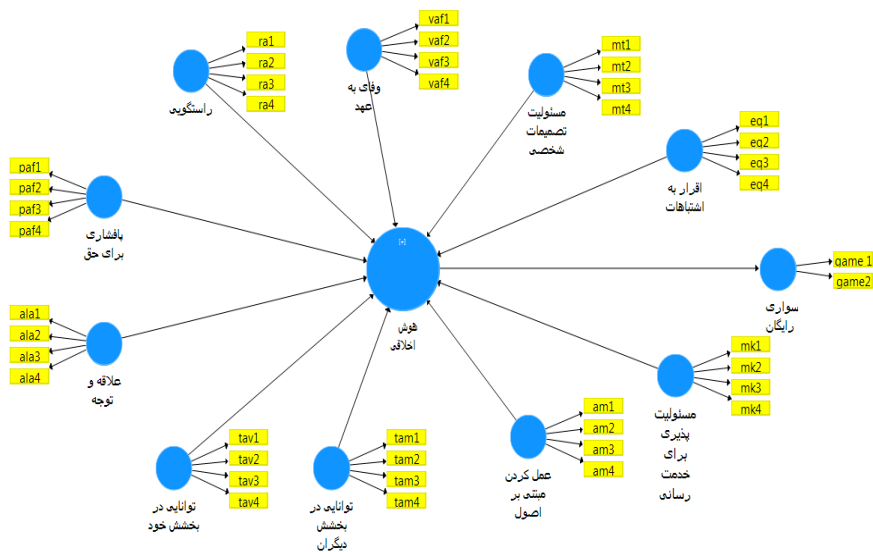 ra1
ra2
ra3
ra4
راستگویی
vaf1
vaf2
vaf3
vaf4
وفای به
عهد
mt1
mt2
mt3
mt4
مسئولیت
تصمیمات
شخصی
eq1
eq2
eq3
eq4
اقرار به
اشتباهات
paf1
paf2
paf3
paf4
پافشاری
برای حق
[+]
هوش
اخلاقی
game 1
game2
سواری
رایگان
ala1
ala2
ala3
ala4
علاقه و
توجه
mk1
mk2
mk3
mk4
مسئولیت
پذیری
برای
خدمت
رسانی
tav1
tav2
tav3
tav4
توانایی در
بخشش خود
tam1
tam2
tam3
tam4
توانایی در
بخشش
دیگران
am1
am2
am3
am4
عمل کردن
مبتنی بر
اصول